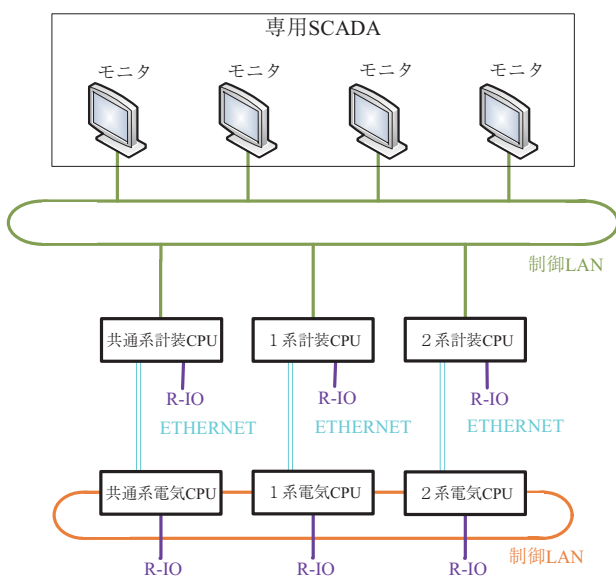 専用SCADA
モニタ
モニタ
モニタ
モニタ
制御LAN
共通系計装CPU
1系計装CPU
2系計装CPU
R-IO
R-IO
R-IO
ETHERNET
ETHERNET
ETHERNET
共通系電気CPU
1系電気CPU
2系電気CPU
制御LAN
R-IO
R-IO
R-IO